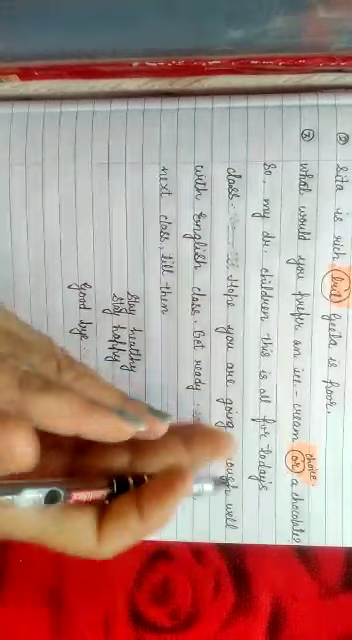 ② Sita is rich but Geeta is poor.
choice
③ What would you prefer an ice-cream or a chocolate?
So, my dr. children this is all for today's
class. Hope you are going well
with English class. Get ready
next class, till then
Stay healthy
Stay happy
Good bye